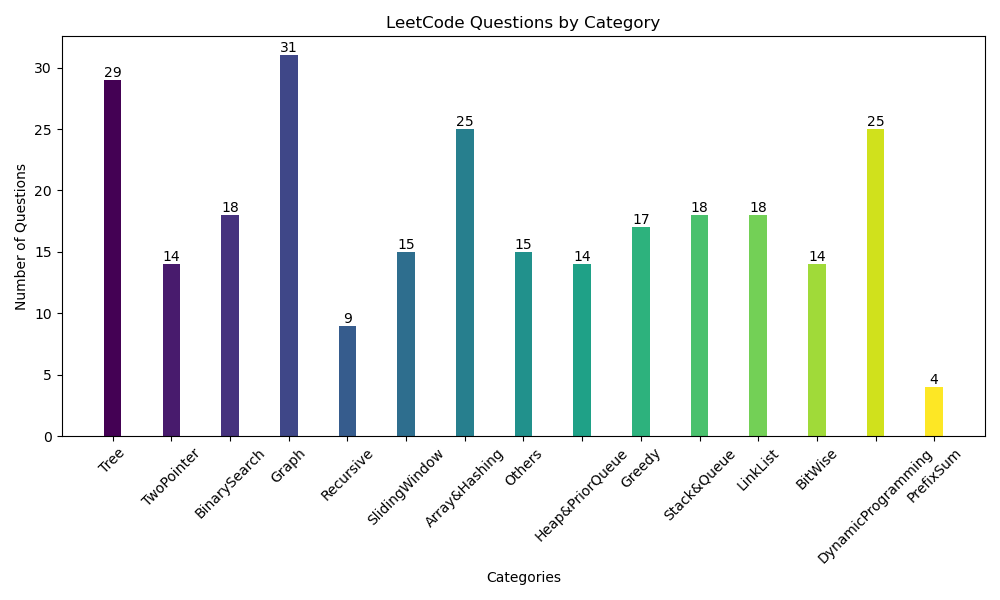 LeetCode Questions by Category
Number of Questions
30
25
20
15
10
5
0
29
14
18
31
9
15
25
15
14
17
18
18
14
25
4
Tree
TwoPointer
BinarySearch
Graph
Recursive
SlidingWindow
Array&Hashing
Others
Heap&PriorQueue
Greedy
Stack&Queue
LinkList
BitWise
DynamicProgramming
PrefixSum
Categories